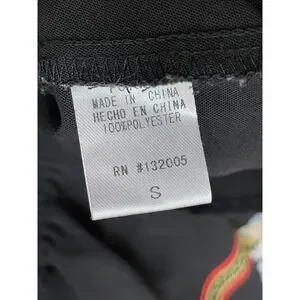 MADE IN CHINA
HECHO EN CHINA
100%POLYESTER
RN #132005
S